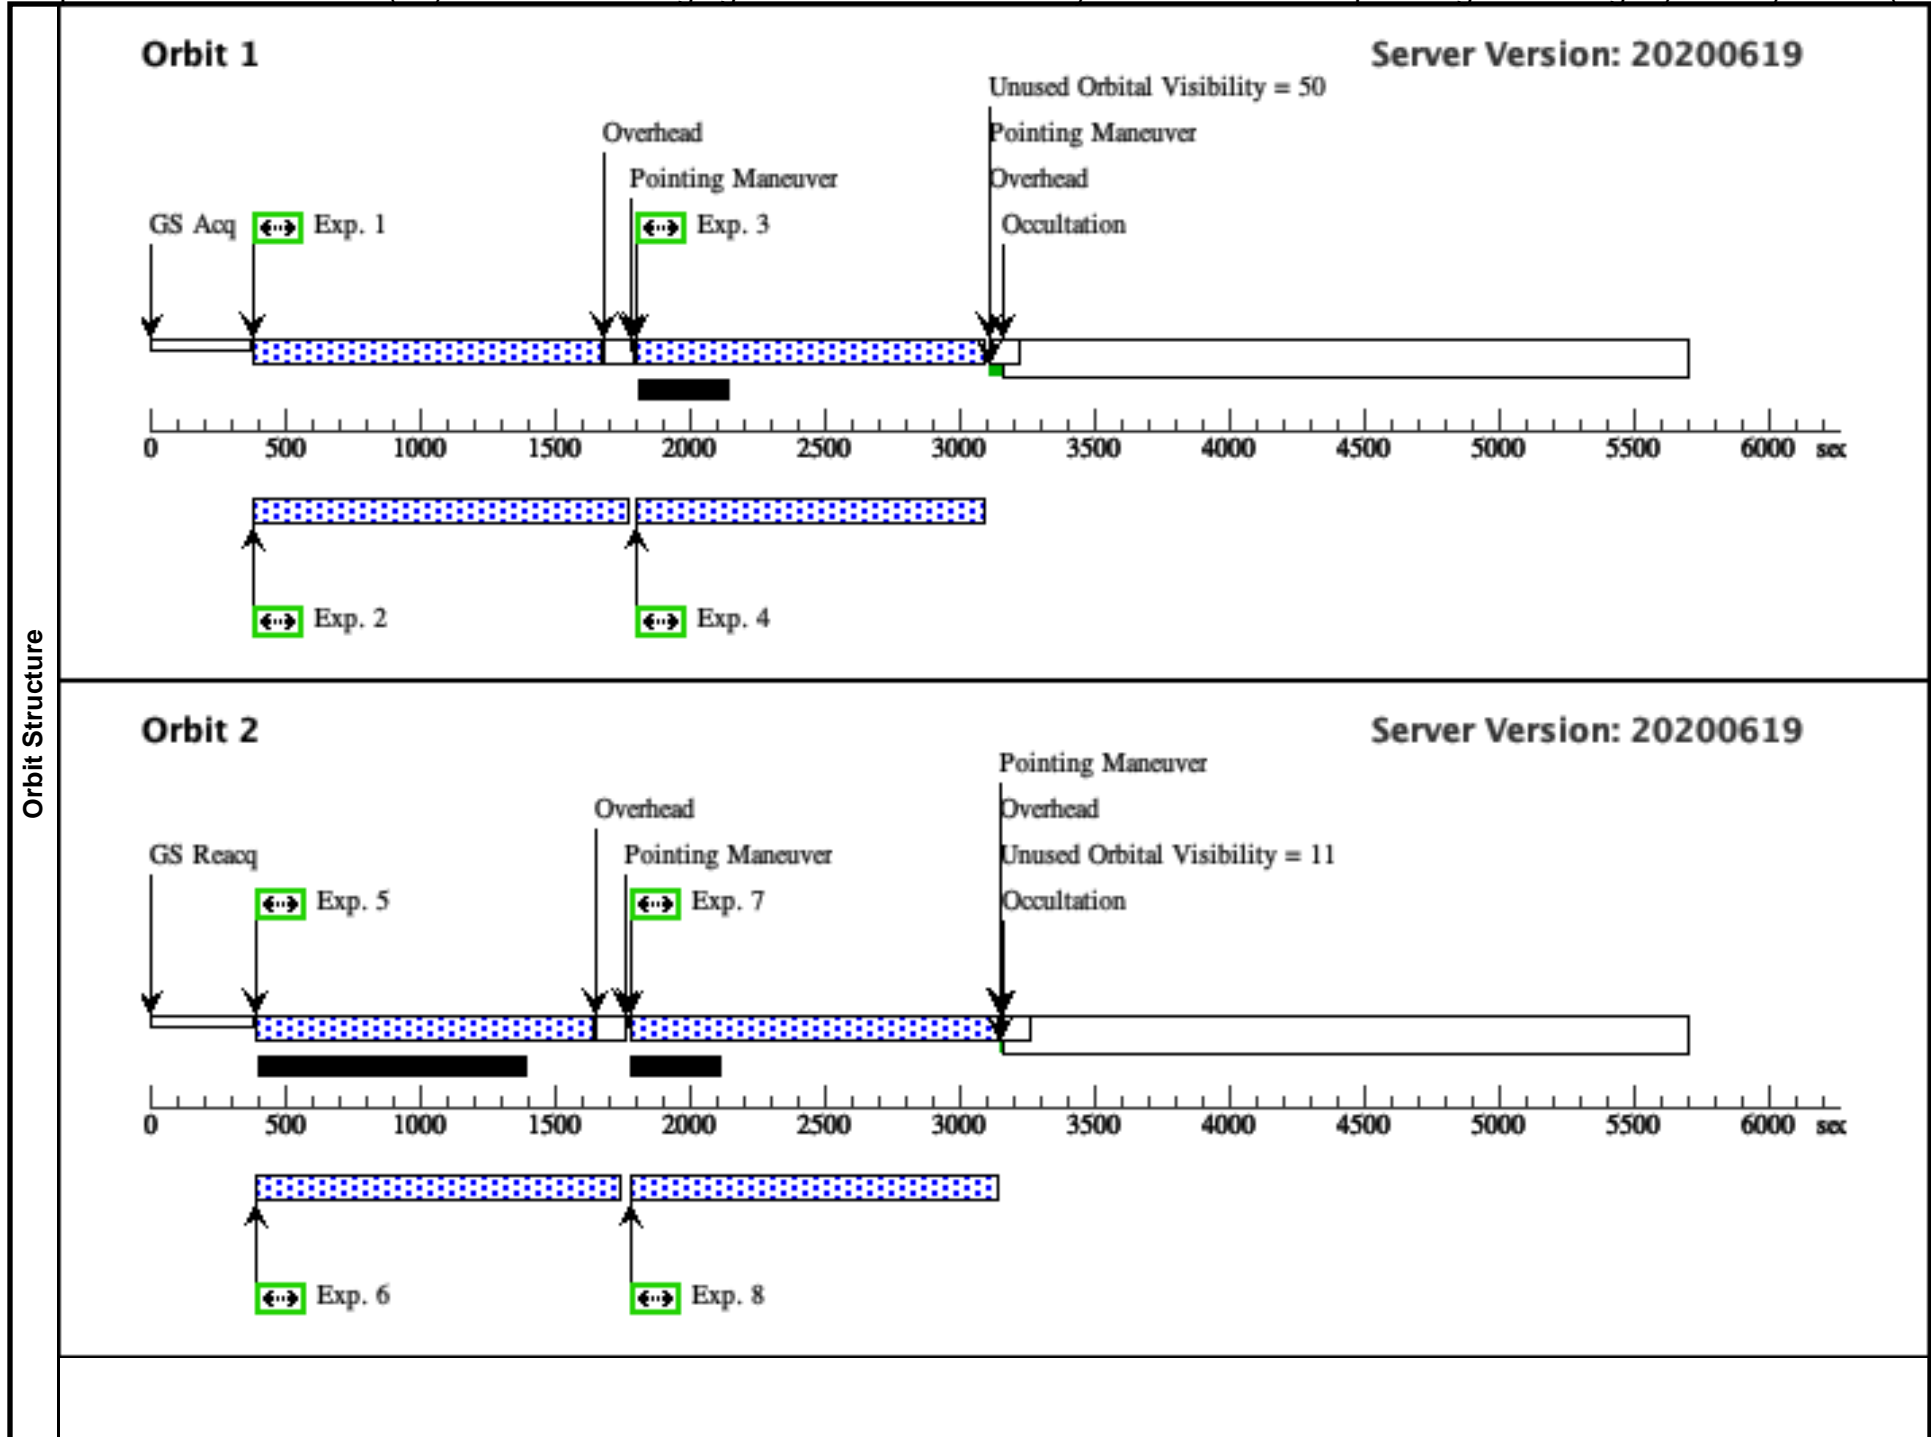 Orbit Structure
Orbit 1
Server Version: 20200619
Unused Orbital Visibility = 50
Overhead
Pointing Maneuver
Pointing Maneuver
Overhead
GS Acq
Exp. 1
Exp. 3
Occultation
0 500 1000 1500 2000 2500 3000 3500 4000 4500 5000 5500 6000 sec
Exp. 2
Exp. 4
Orbit 2
Server Version: 20200619
Pointing Maneuver
Overhead
Overhead
GS Reacq
Pointing Maneuver
Unused Orbital Visibility = 11
Exp. 5
Exp. 7
Occultation
0 500 1000 1500 2000 2500 3000 3500 4000 4500 5000 5500 6000 sec
Exp. 6
Exp. 8